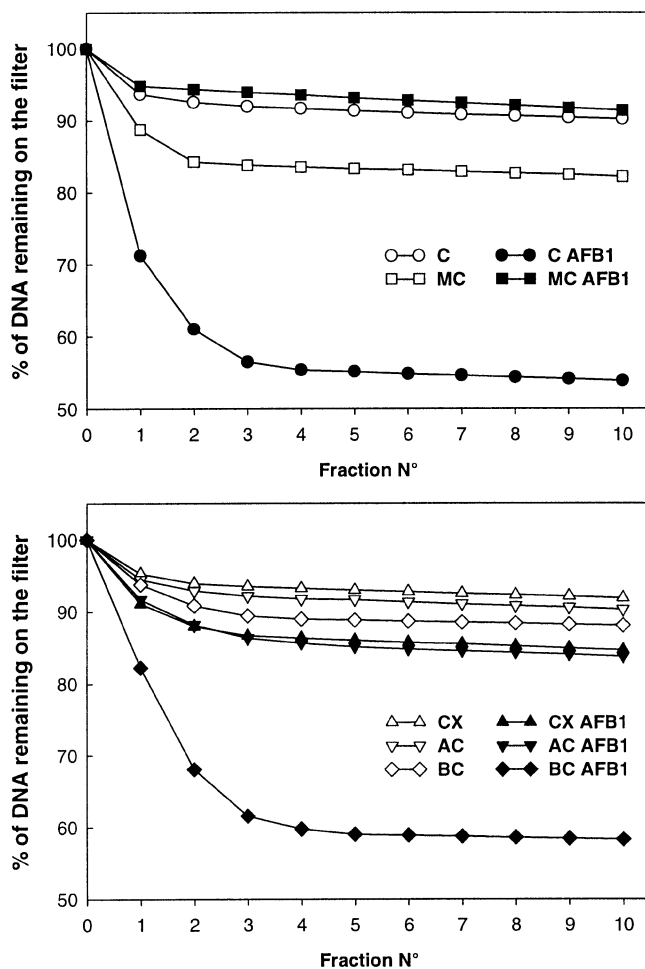 % of DNA remaining on the filter
100
90
80
70
60
50
C
C AFB1
MC
MC AFB1
0 1 2 3 4 5 6 7 8 9 10
Fraction N°
% of DNA remaining on the filter
100
90
80
70
60
50
CX
CX AFB1
AC
AC AFB1
BC
BC AFB1
0 1 2 3 4 5 6 7 8 9 10
Fraction N°